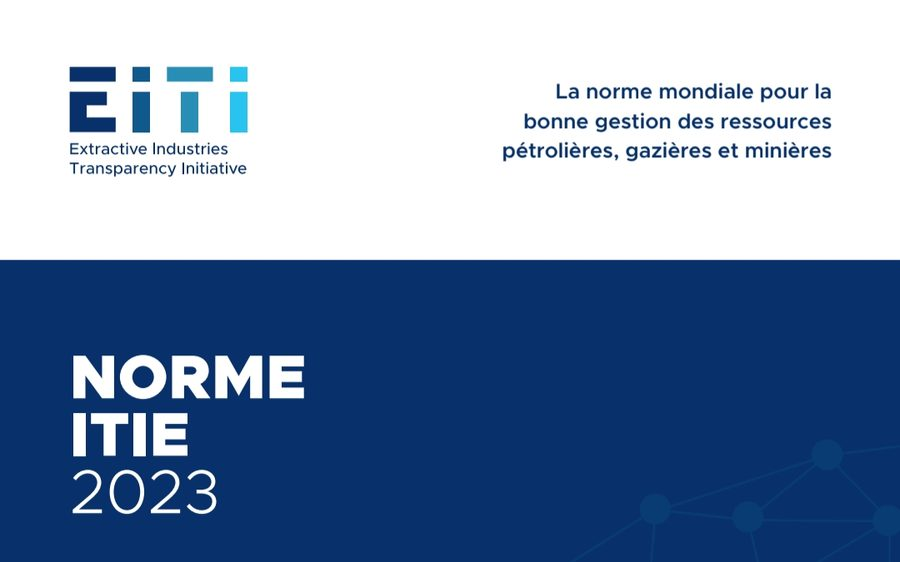 EITI
Extractive Industries
Transparency Initiative
La norme mondiale pour la
bonne gestion des ressources
pétrolières, gazières et minières
NORME
ITIE
2023